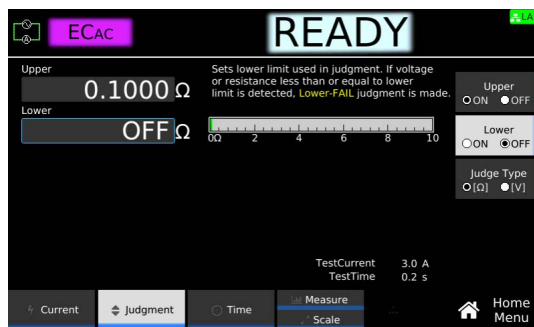 ECAC
READY
LA
Upper
0.1000 Ω
Lower
OFF Ω
Sets lower limit used in judgment. If voltage
or resistance less than or equal to lower
limit is detected, Lower-FAIL judgment is made.
0Ω 2 4 6 8 10
Upper
ON OFF
Lower
ON OFF
Judge Type
[Ω] [V]
TestCurrent 3.0 A
TestTime 0.2 s
Current
Judgment
Time
Measure
Scale
Home
Menu